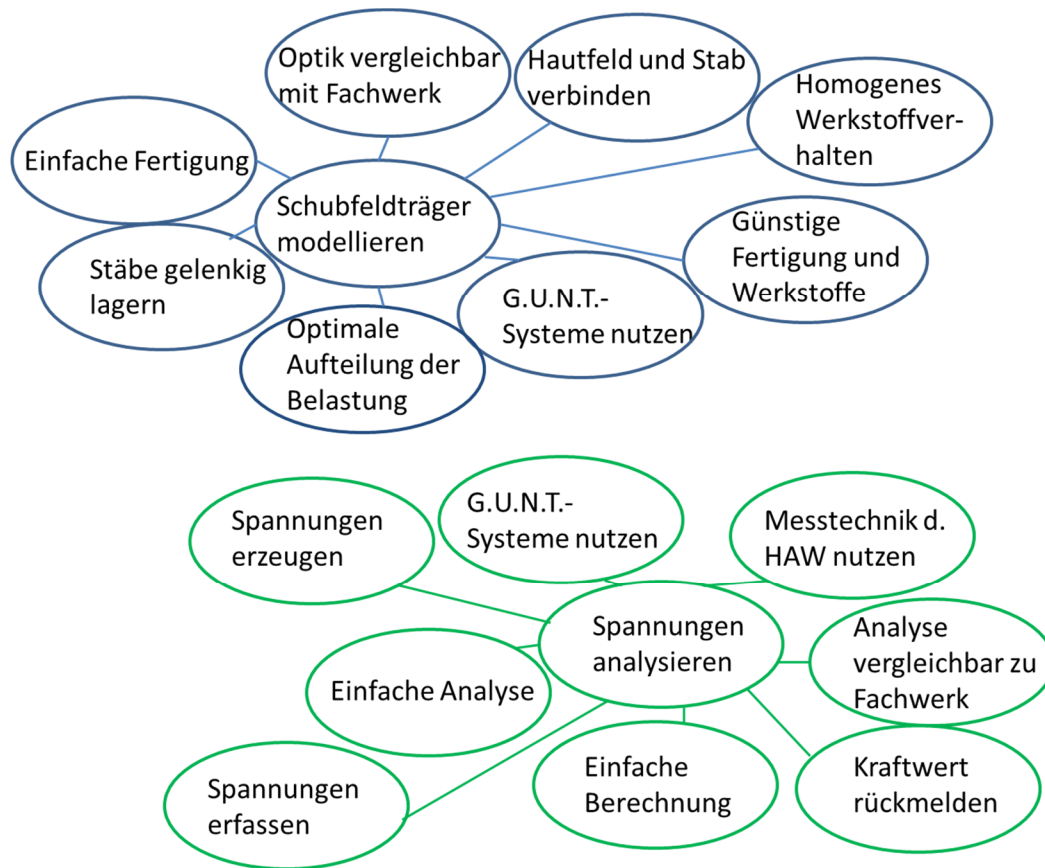 Optik vergleichbar
mit Fachwerk
Hautfeld und Stab
verbinden
Homogenes
Werkstoffver-
halten
Einfache Fertigung
Schubfeldträger
modellieren
Günstige
Fertigung und
Werkstoffe
Stäbe gelenkig
lagern
G.U.N.T.-
Systeme nutzen
Optimale
Aufteilung der
Belastung
Spannungen
erzeugen
G.U.N.T.-
Systeme nutzen
Messtechnik d.
HAW nutzen
Spannungen
analysieren
Analyse
vergleichbar zu
Fachwerk
Einfache Analyse
Einfache
Berechnung
Kraftwert
rückmelden
Spannungen
erfassen